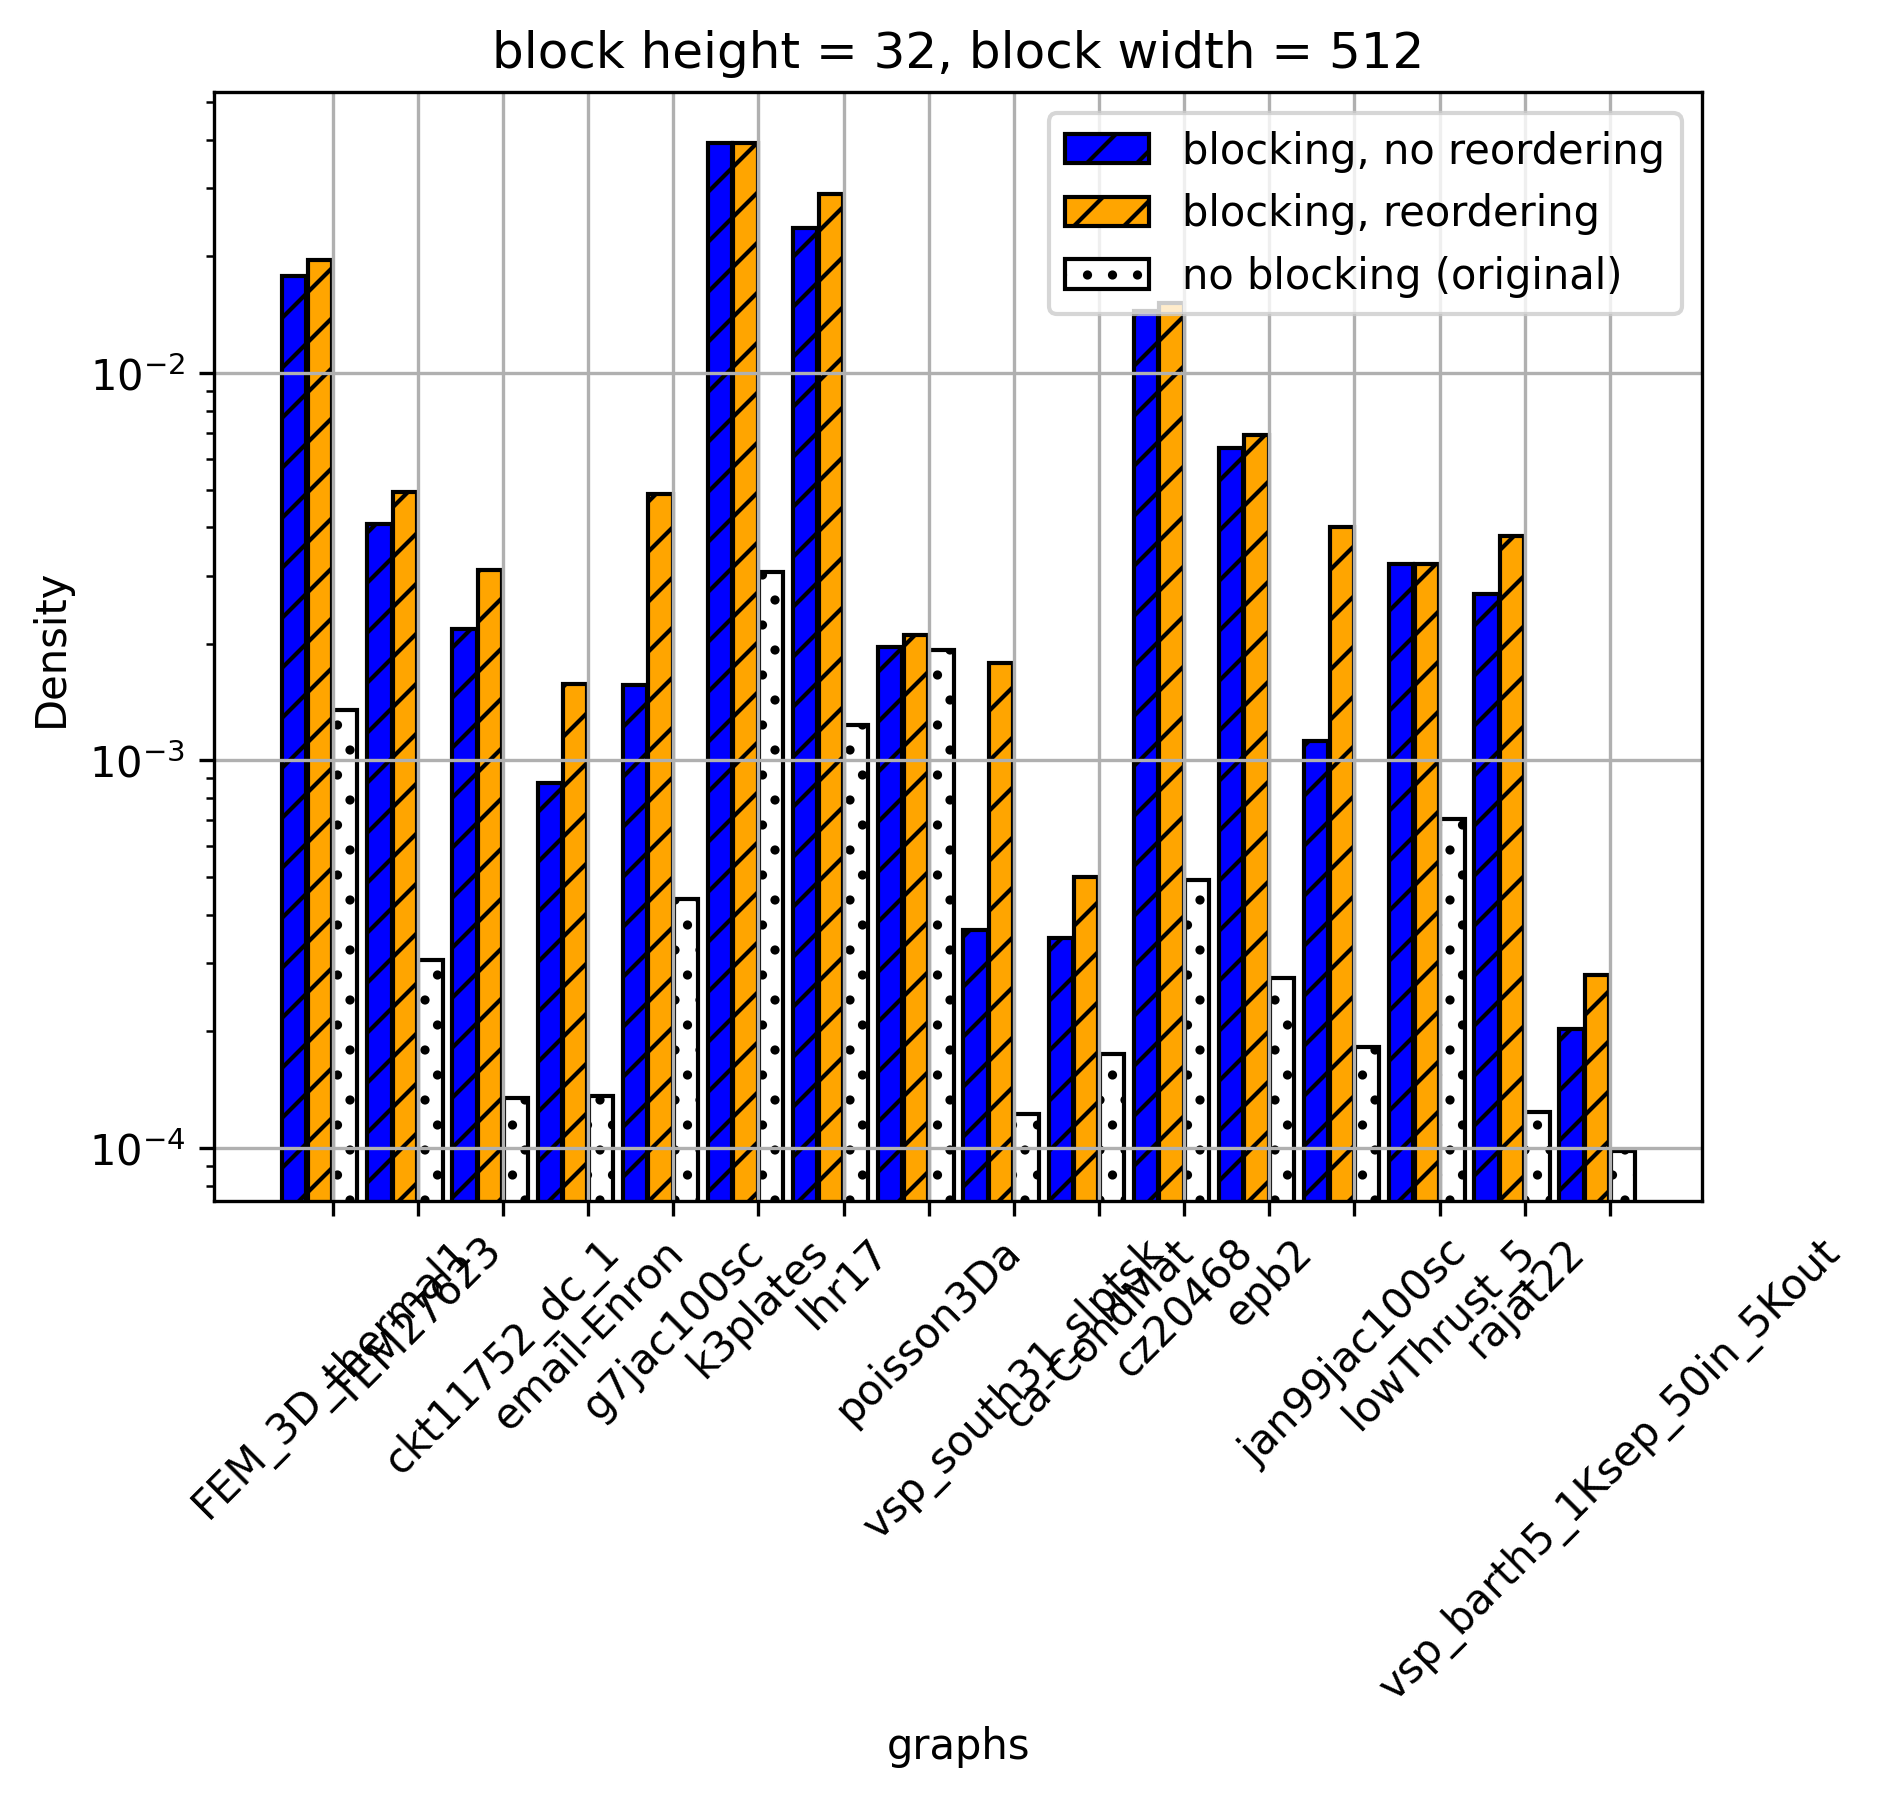 block height = 32, block width = 512
blocking, no reordering
blocking, reordering
no blocking (original)
Density
10⁻²
10⁻³
10⁻⁴
FEM_3D_thermal1
FEM27623
ckt11752_dc_1
email-Enron
g7jac100sc
k3plates
lhr17
poisson3Da
vsp_south31_slptsk
ca-CondMat
cz20468
epb2
jan99jac100sc
lowThrust_5
rajat22
vsp_barth5_1Ksep_50in_5Kout
graphs